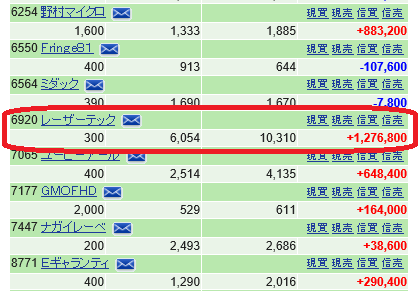 6254 野村マイクロ 現買 現売 信買 信売
1,600 1,333 1,885 +883,200
6550 Fringe81 現買 現売 信買 信売
400 913 644 -107,600
6564 ミダック 現買 現売 信買 信売
390 1,690 1,670 -7,800
6920 レーザーテック 現買 現売 信買 信売
300 6,054 10,310 +1,276,800
7065 ユーピーアール 現買 現売 信買 信売
400 2,514 4,135 +648,400
7177 GMOFHD 現買 現売 信買 信売
2,000 529 611 +164,000
7447 ナガイレーベ 現買 現売 信買 信売
200 2,493 2,686 +38,600
8771 Eギャランティ 現買 現売 信買 信売
400 1,290 2,016 +290,400